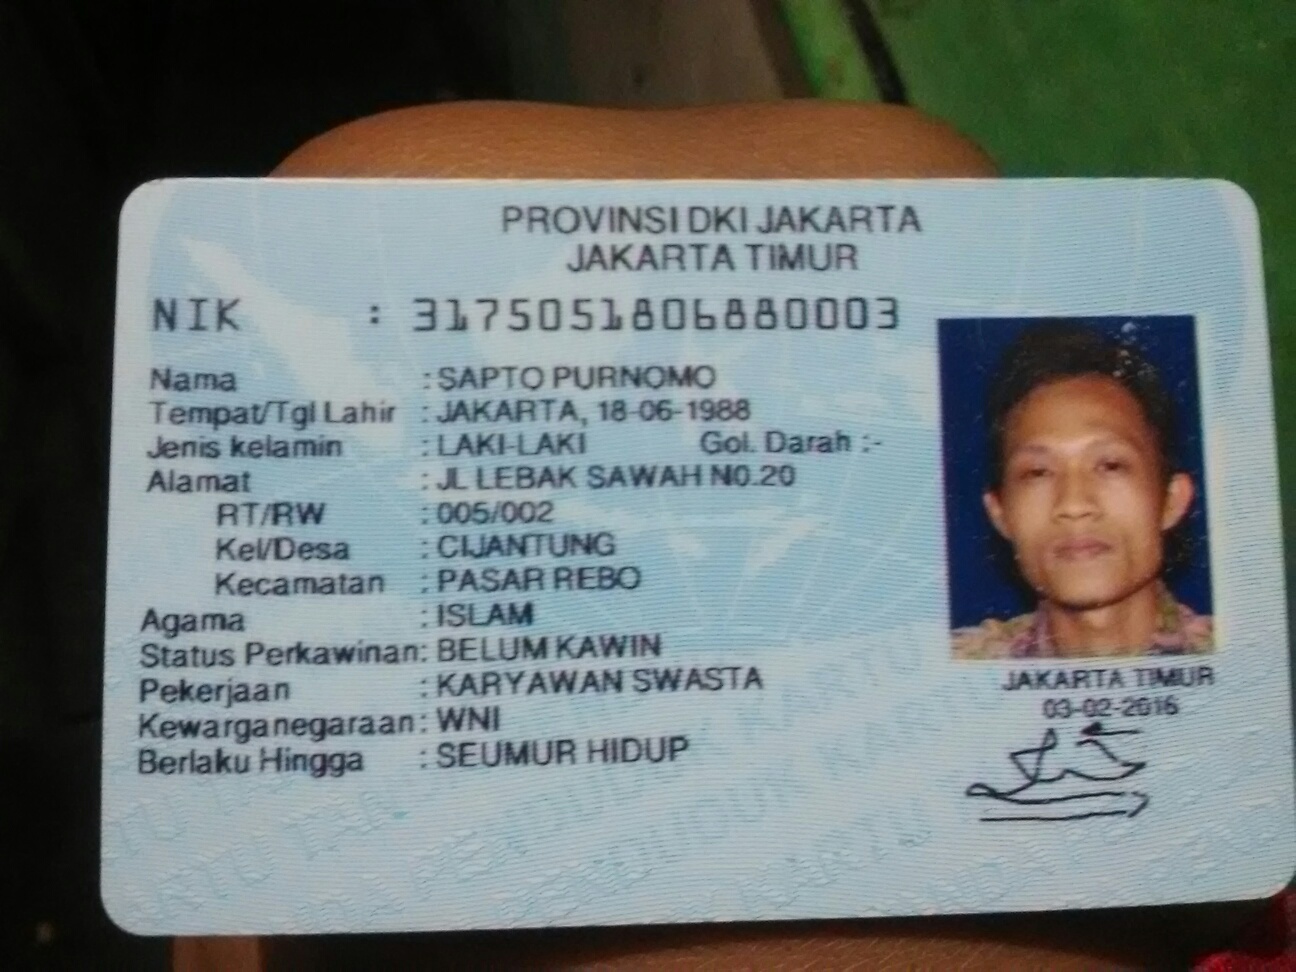 PROVINSI DKI JAKARTA
JAKARTA TIMUR
NIK : 3175051806880003
Nama : SAPTO PURNOMO
Tempat/Tgl Lahir : JAKARTA, 18-06-1988
Jenis kelamin : LAKI-LAKI Gol. Darah :-
Alamat : JL LEBAK SAWAH N0.20
RT/RW : 005/002
Kel/Desa : CIJANTUNG
Kecamatan : PASAR REBO
Agama : ISLAM
Status Perkawinan: BELUM KAWIN
Pekerjaan : KARYAWAN SWASTA
Kewarganegaraan: WNI
Berlaku Hingga : SEUMUR HIDUP
JAKARTA TIMUR
03-02-2016